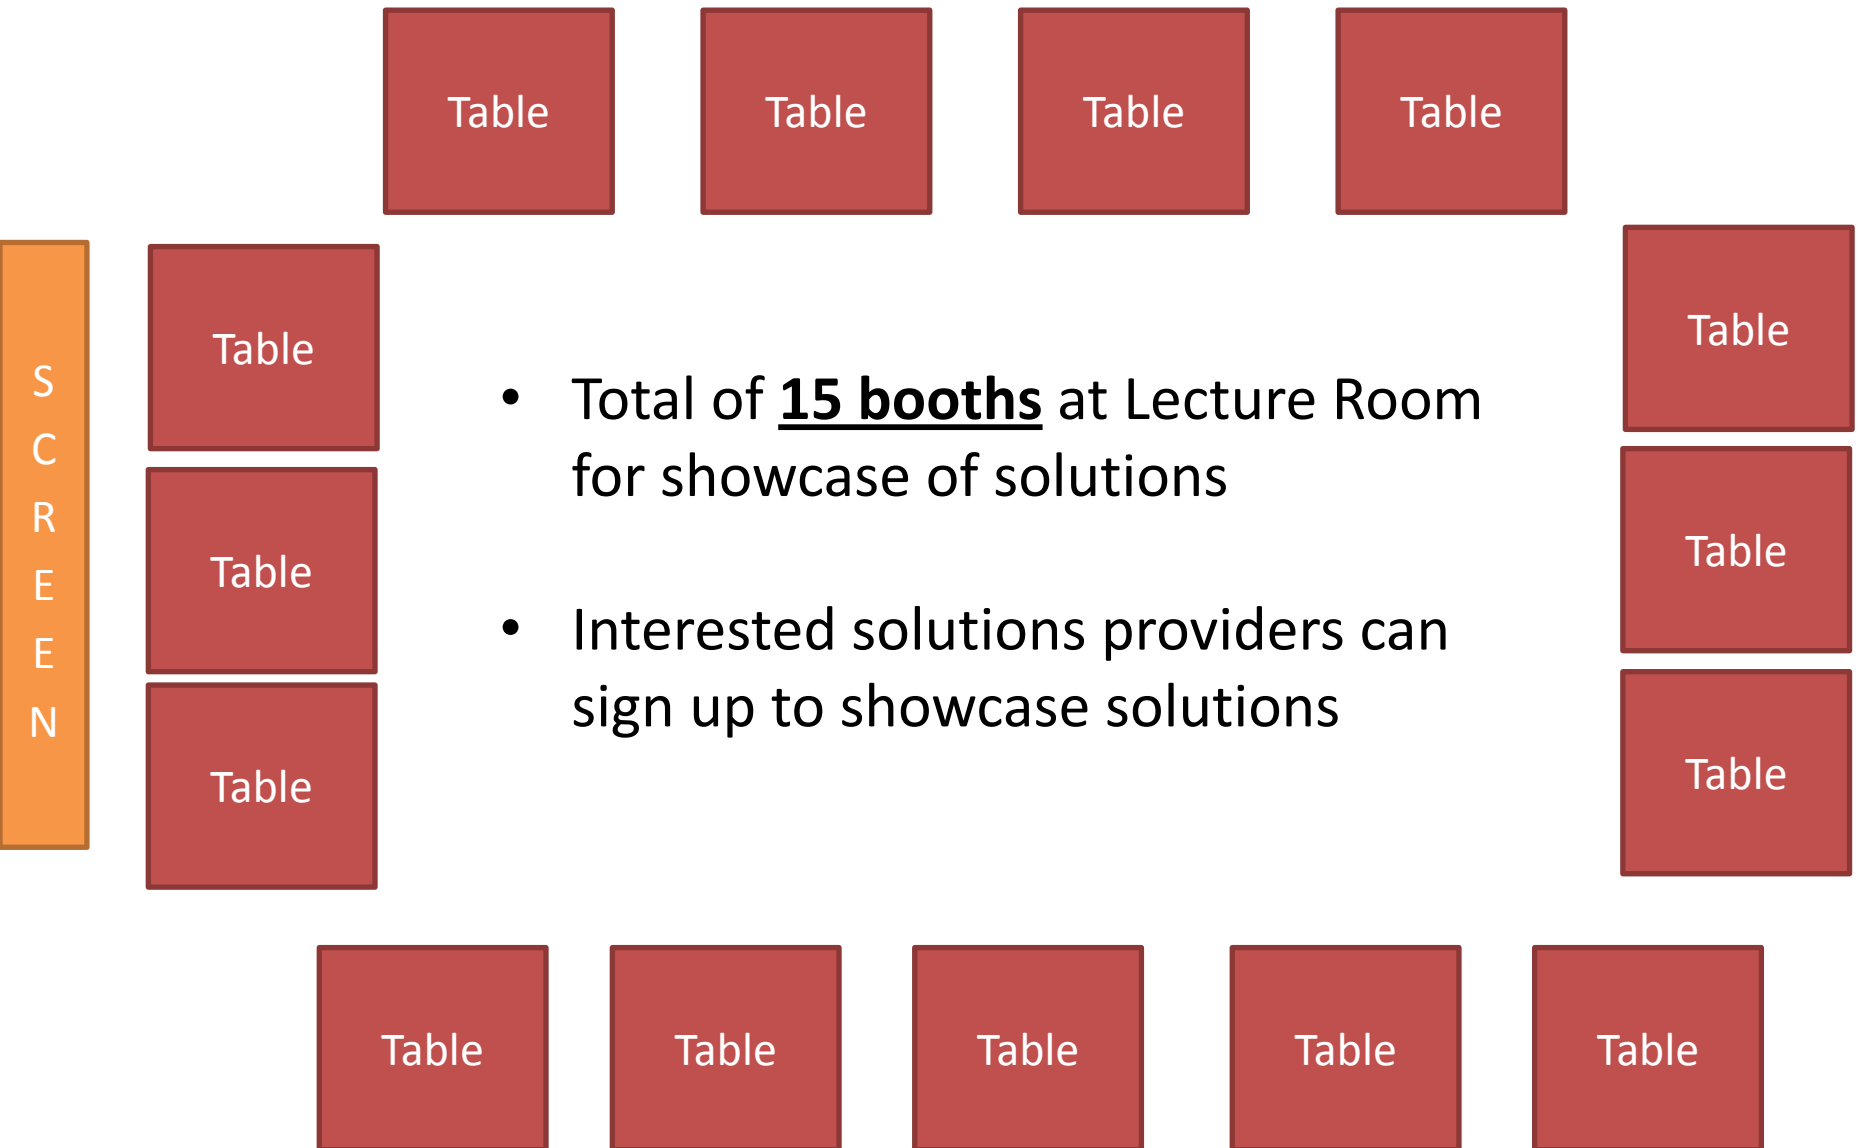 Table Table Table Table
S
C
R
E
E
N
Table
Table
Table
• Total of 15 booths at Lecture Room
for showcase of solutions
• Interested solutions providers can
sign up to showcase solutions
Table
Table
Table
Table Table Table Table Table